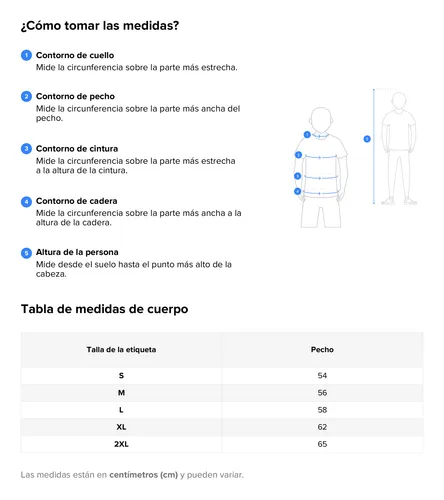 ¿Cómo tomar las medidas?
1 Contorno de cuello
Mide la circunferencia sobre la parte más estrecha.
2 Contorno de pecho
Mide la circunferencia sobre la parte más ancha del
pecho.
3 Contorno de cintura
Mide la circunferencia sobre la parte más estrecha
a la altura de la cintura.
4 Contorno de cadera
Mide la circunferencia sobre la parte más ancha a la
altura de la cadera.
5 Altura de la persona
Mide desde el suelo hasta el punto más alto de la
cabeza.
1
2
3
4
5
Tabla de medidas de cuerpo
Talla de la etiqueta Pecho
S 54
M 56
L 58
XL 62
2XL 65
Las medidas están en centímetros (cm) y pueden variar.